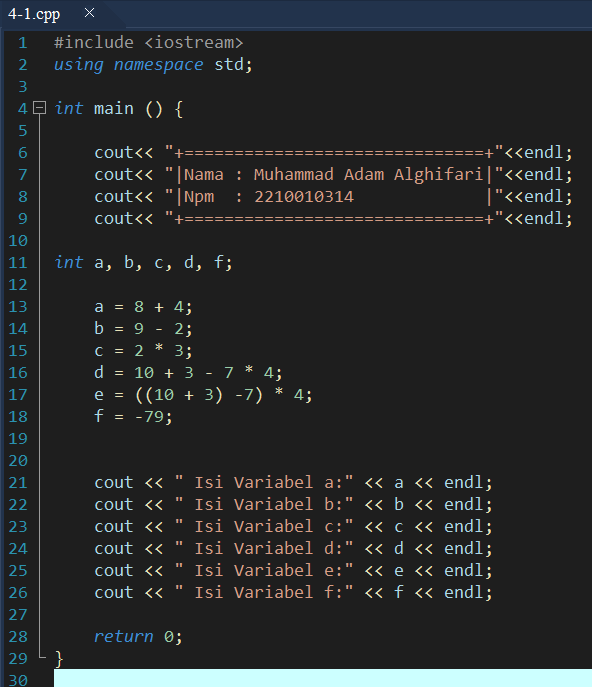 4-1.cpp ×
1 #include <iostream>
2 using namespace std;
3
4 int main () {
5
6     cout<< "+==============================+"<<endl;
7     cout<< "|Nama : Muhammad Adam Alghifari|"<<endl;
8     cout<< "|Npm  : 2210010314             |"<<endl;
9     cout<< "+==============================+"<<endl;
10
11 int a, b, c, d, f;
12
13     a = 8 + 4;
14     b = 9 - 2;
15     c = 2 * 3;
16     d = 10 + 3 - 7 * 4;
17     e = ((10 + 3) -7) * 4;
18     f = -79;
19
20
21     cout << " Isi Variabel a:" << a << endl;
22     cout << " Isi Variabel b:" << b << endl;
23     cout << " Isi Variabel c:" << c << endl;
24     cout << " Isi Variabel d:" << d << endl;
25     cout << " Isi Variabel e:" << e << endl;
26     cout << " Isi Variabel f:" << f << endl;
27
28     return 0;
29 }
30